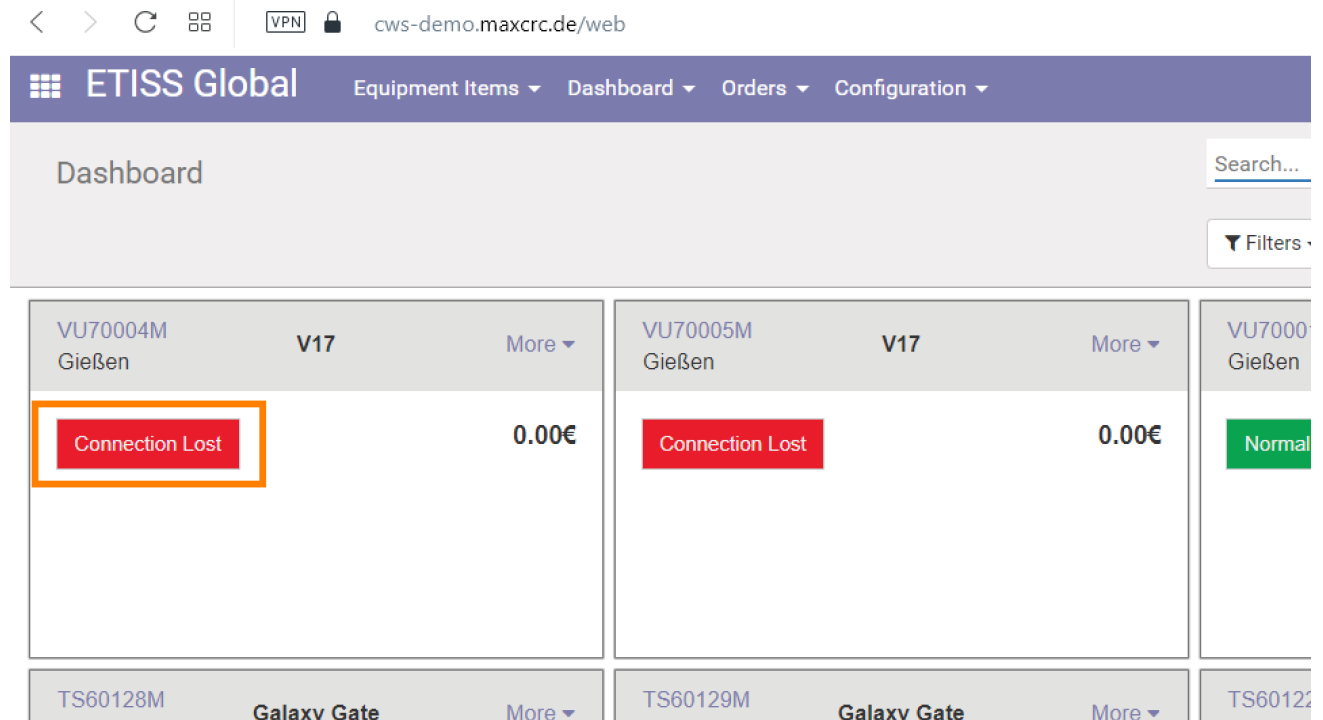 VPN cws-demo.maxcrc.de/web
ETISS Global Equipment Items Dashboard Orders Configuration
Dashboard
Search...
Filters
VU70004M
Gießen
V17
More
Connection Lost
0.00€
VU70005M
Gießen
V17
More
Connection Lost
0.00€
Gießen
Normal
TS60128M
Galaxy Gate
More
TS60129M
Galaxy Gate
More